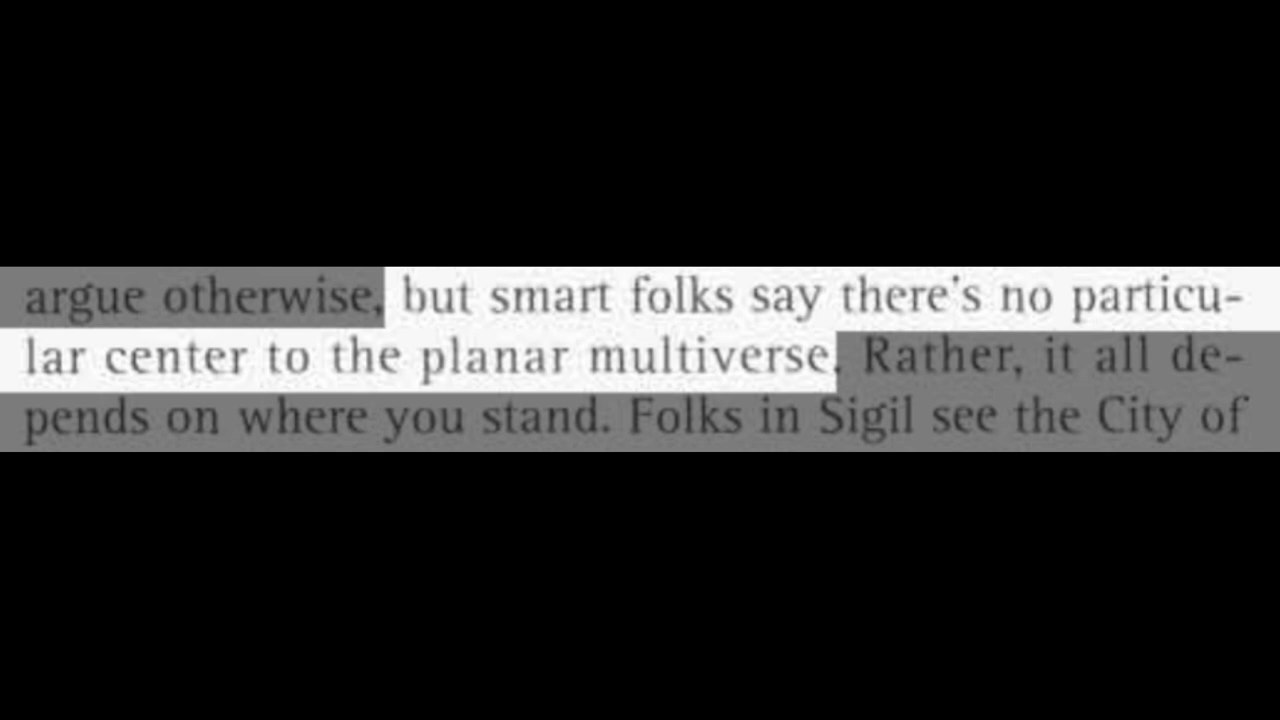 argue otherwise, but smart folks say there's no particu-
lar center to the planar multiverse. Rather, it all de-
pends on where you stand. Folks in Sigil see the City of